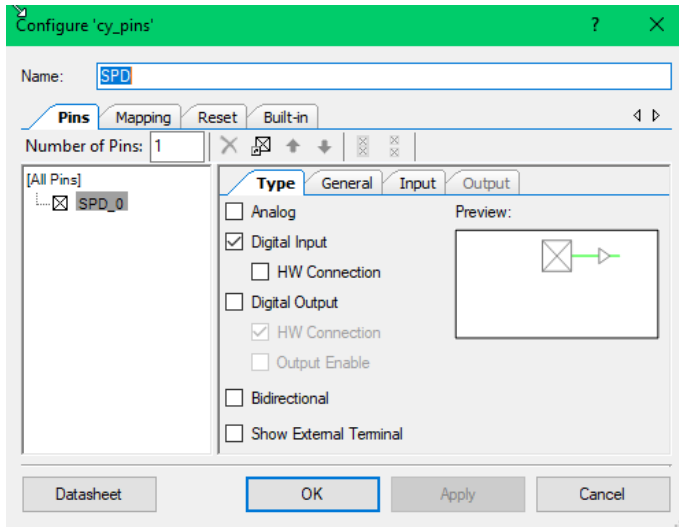 Configure 'cy_pins'
Name: SPD
Pins Mapping Reset Built-in
Number of Pins: 1
[All Pins]
SPD_0
Type General Input Output
Analog
Preview:
Digital Input
HW Connection
Digital Output
HW Connection
Output Enable
Bidirectional
Show External Terminal
Datasheet OK Apply Cancel